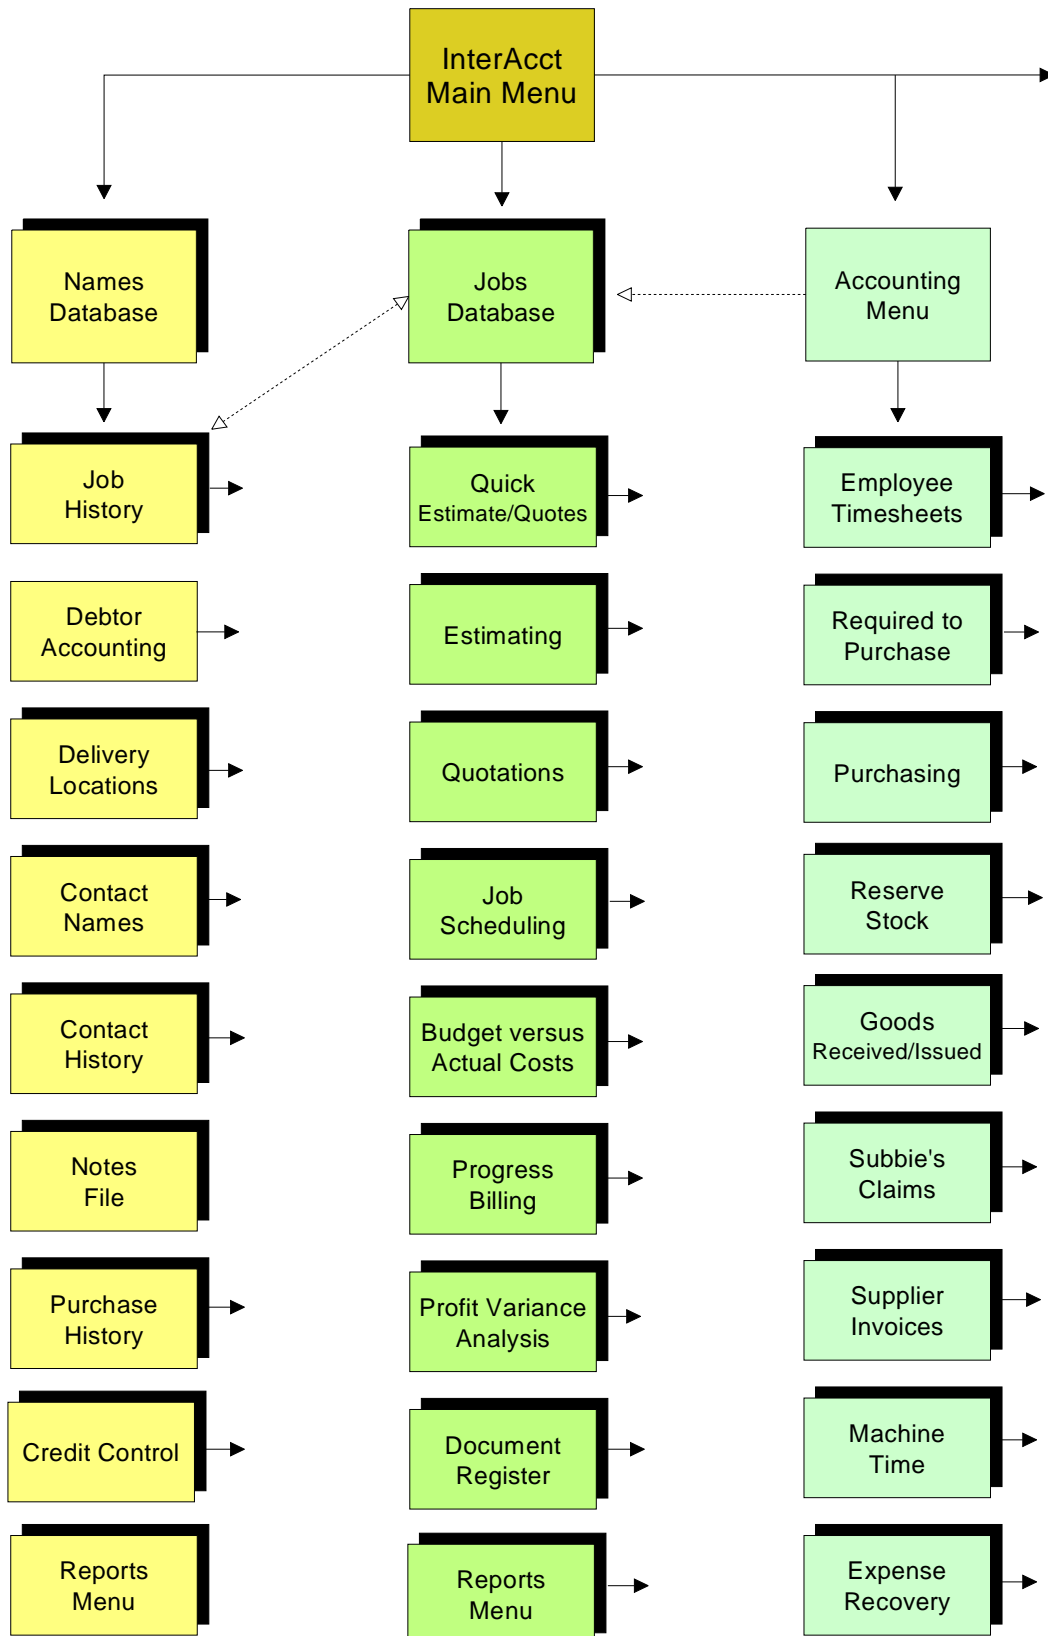 InterAcct
Main Menu
Names
Database
Jobs
Database
Accounting
Menu
Job
History
Quick
Estimate/Quotes
Employee
Timesheets
Debtor
Accounting
Estimating
Required to
Purchase
Delivery
Locations
Quotations
Purchasing
Contact
Names
Job
Scheduling
Reserve
Stock
Contact
History
Budget versus
Actual Costs
Goods
Received/Issued
Notes
File
Progress
Billing
Subbie's
Claims
Purchase
History
Profit Variance
Analysis
Supplier
Invoices
Credit Control
Document
Register
Machine
Time
Reports
Menu
Reports
Menu
Expense
Recovery